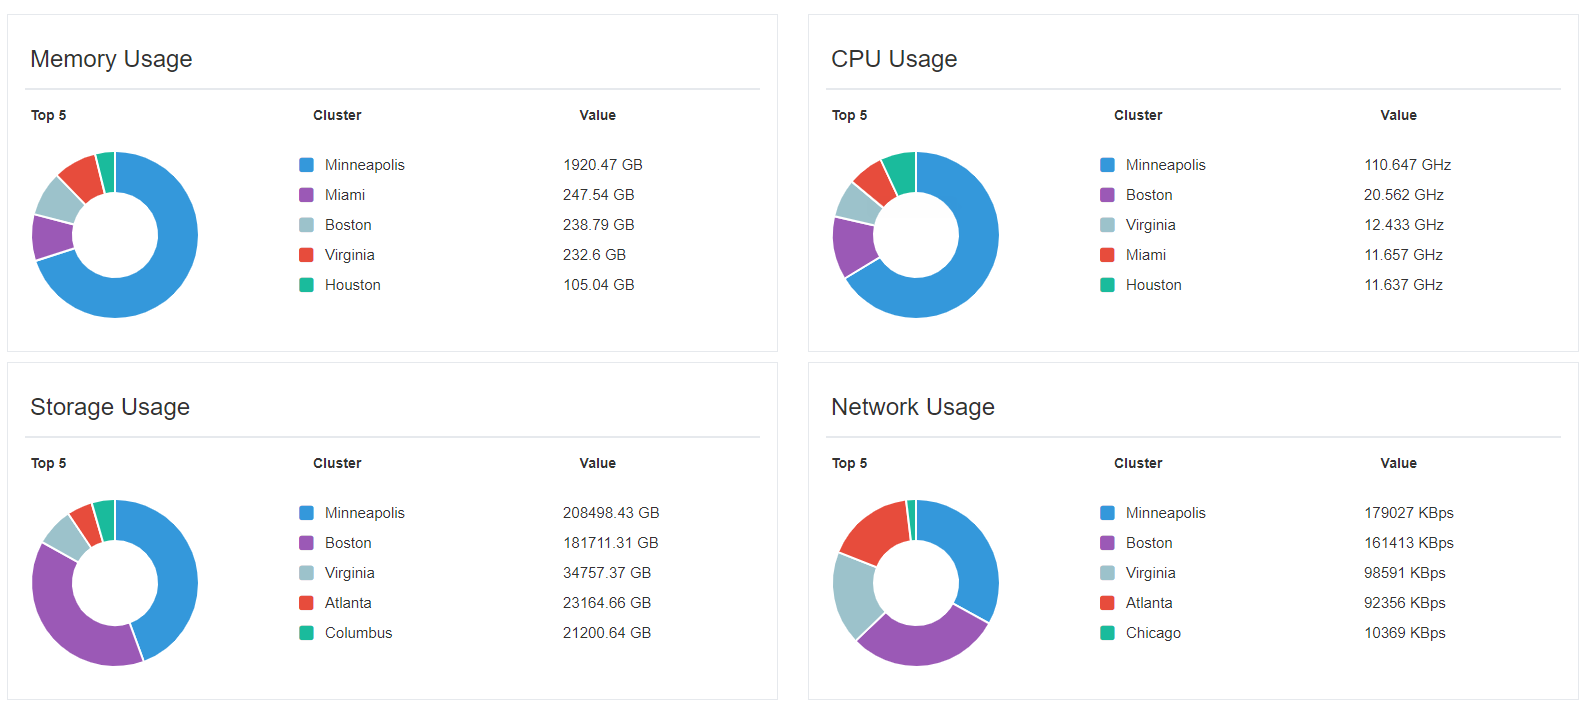 Memory Usage
Top 5 Cluster Value
Minneapolis 1920.47 GB
Miami 247.54 GB
Boston 238.79 GB
Virginia 232.6 GB
Houston 105.04 GB
CPU Usage
Top 5 Cluster Value
Minneapolis 110.647 GHz
Boston 20.562 GHz
Virginia 12.433 GHz
Miami 11.657 GHz
Houston 11.637 GHz
Storage Usage
Top 5 Cluster Value
Minneapolis 208498.43 GB
Boston 181711.31 GB
Virginia 34757.37 GB
Atlanta 23164.66 GB
Columbus 21200.64 GB
Network Usage
Top 5 Cluster Value
Minneapolis 179027 KBps
Boston 161413 KBps
Virginia 98591 KBps
Atlanta 92356 KBps
Chicago 10369 KBps